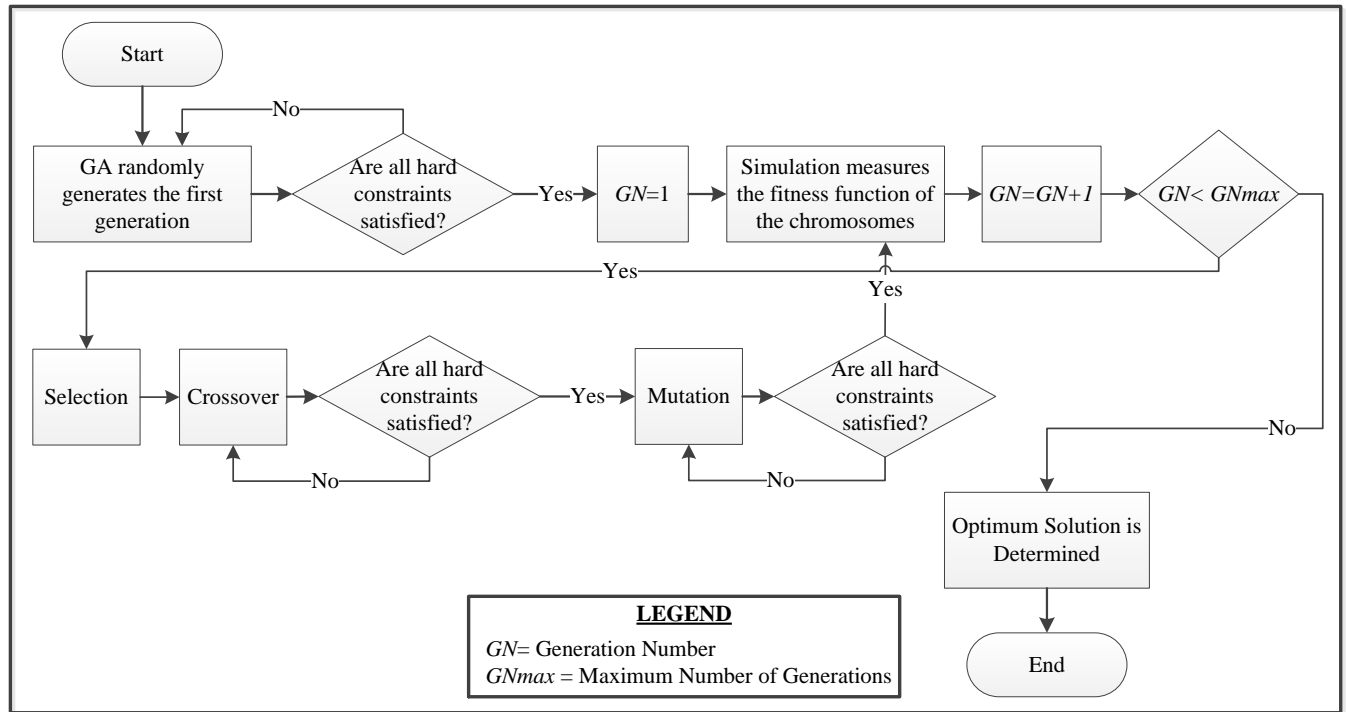 Start
No
GA randomly
generates the first
generation
Are all hard
constraints
satisfied?
Yes
GN=1
Simulation measures
the fitness function of
the chromosomes
GN=GN+1
GN< GNmax
Yes
Yes
Selection
Crossover
Are all hard
constraints
satisfied?
Yes
Mutation
Are all hard
constraints
satisfied?
No
No
No
Optimum Solution is
Determined
End
LEGEND
GN= Generation Number
GNmax = Maximum Number of Generations